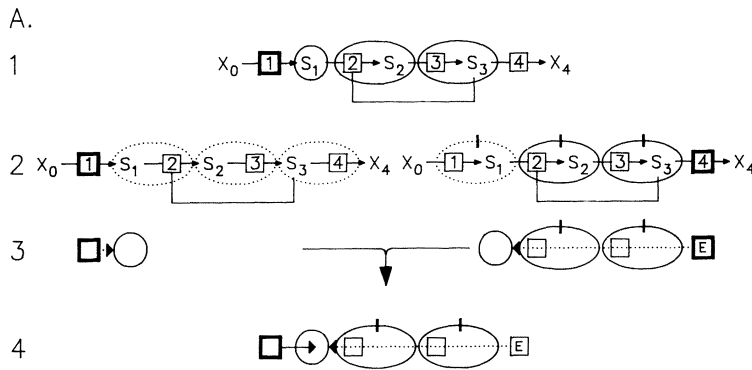 A.
1 X₀ 1 S₁ 2 S₂ 3 S₃ 4 X₄
2 X₀ 1 S₁ 2 S₂ 3 S₃ 4 X₄ X₀ 1 S₁ 2 S₂ 3 S₃ 4 X₄
3 E
4 E